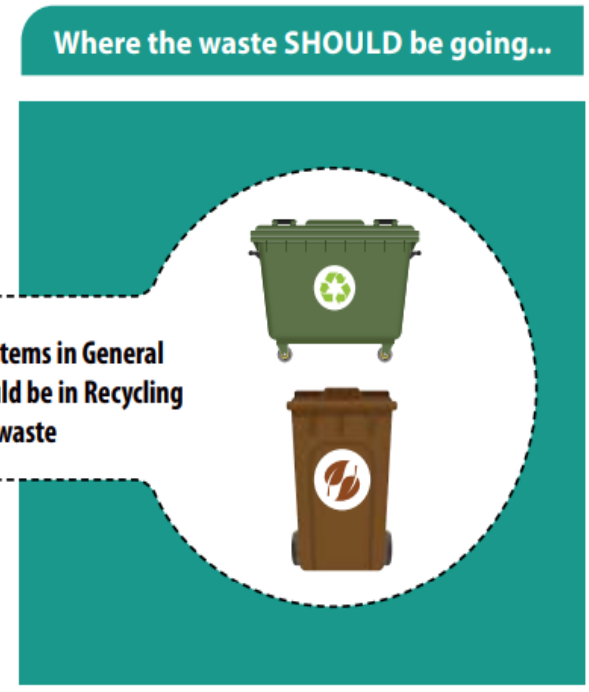 Where the waste SHOULD be going...
tems in General
ld be in Recycling
waste